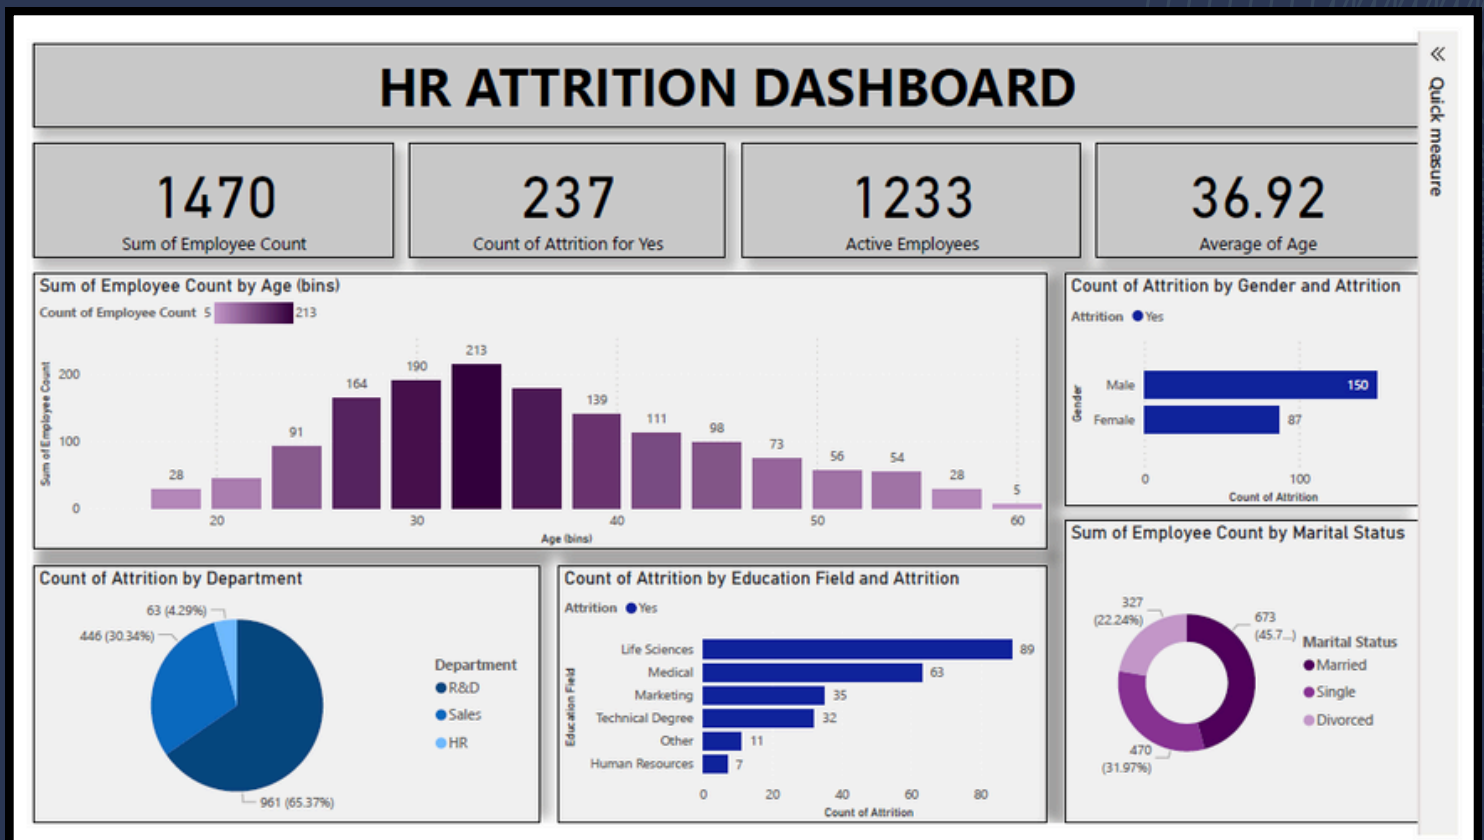 HR ATTRITION DASHBOARD
« Quick measure
1470
Sum of Employee Count
237
Count of Attrition for Yes
1233
Active Employees
36.92
Average of Age
Sum of Employee Count by Age (bins)
Count of Employee Count 5 213
Sum of Employee Count
200
100
0
28
91
164
190
213
139
111
98
73
56
54
28
5
20 30 40 50 60
Age (bins)
Count of Attrition by Gender and Attrition
Attrition Yes
Gender
Male 150
Female 87
0 100
Count of Attrition
Count of Attrition by Department
63 (4.29%)
446 (30.34%)
961 (65.37%)
Department
R&D
Sales
HR
Count of Attrition by Education Field and Attrition
Attrition Yes
Education Field
Life Sciences 89
Medical 63
Marketing 35
Technical Degree 32
Other 11
Human Resources 7
0 20 40 60 80
Count of Attrition
Sum of Employee Count by Marital Status
327
(22.24%)
673
(45.7...)
470
(31.97%)
Marital Status
Married
Single
Divorced